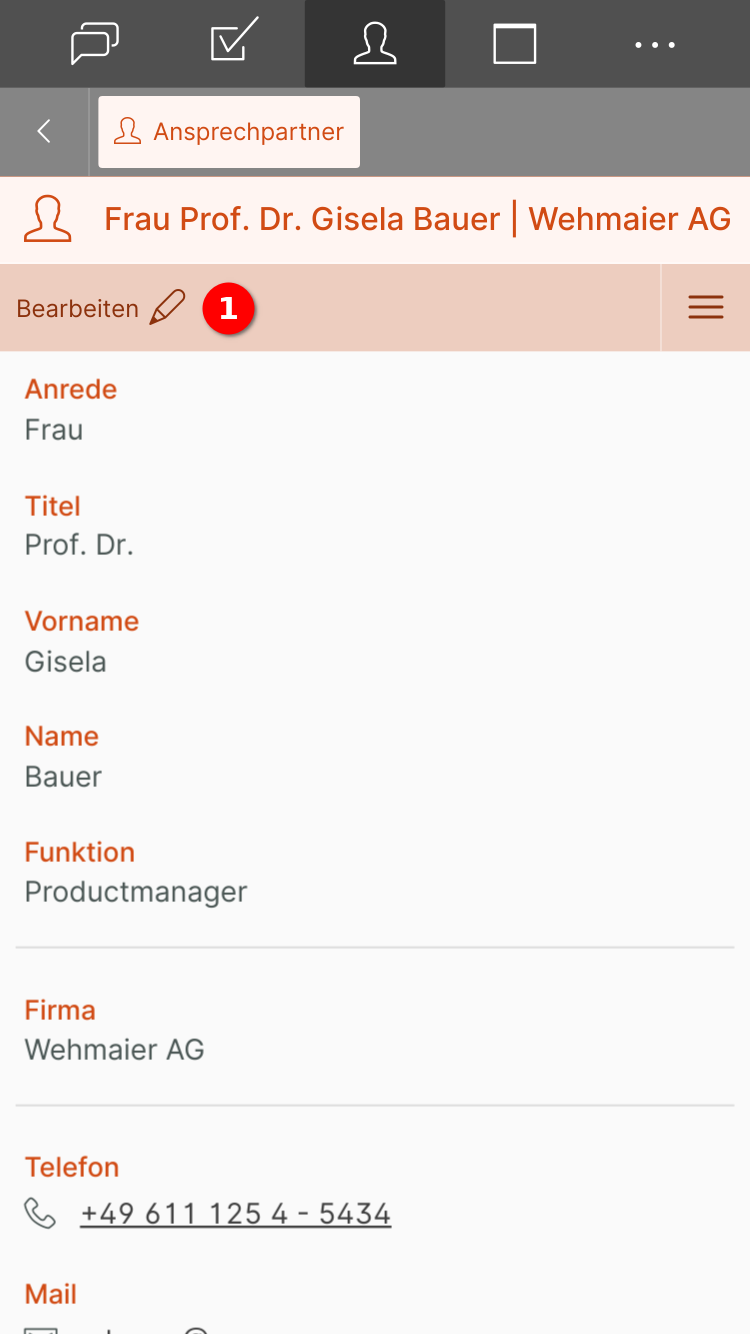 Ansprechpartner
Frau Prof. Dr. Gisela Bauer | Wehmaier AG
Bearbeiten 1
Anrede
Frau
Titel
Prof. Dr.
Vorname
Gisela
Name
Bauer
Funktion
Productmanager
Firma
Wehmaier AG
Telefon
+49 611 125 4 - 5434
Mail